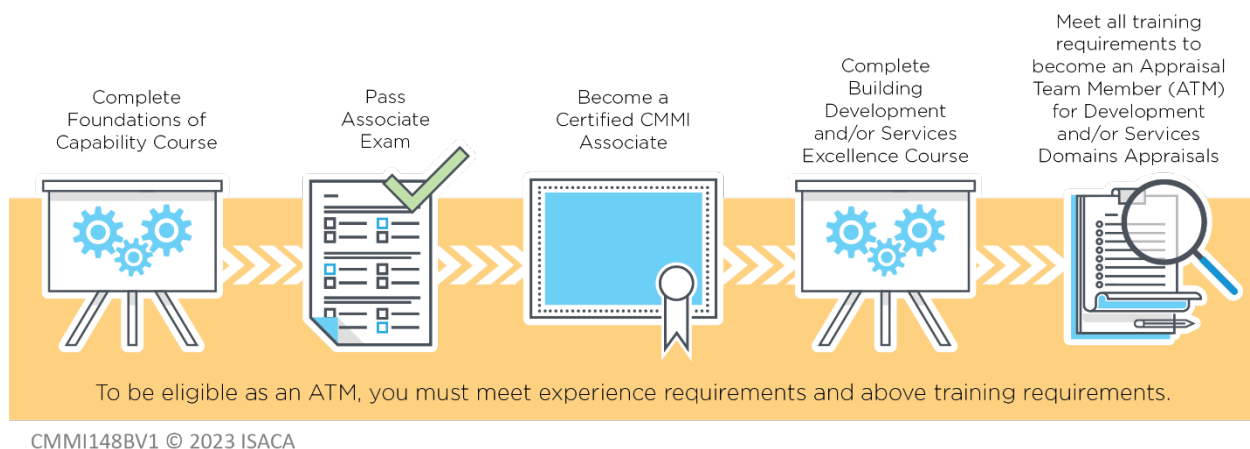 Complete
Foundations of
Capability Course
Pass
Associate
Exam
Become a
Certified CMMI
Associate
Complete
Building
Development
and/or Services
Excellence Course
Meet all training
requirements to
become an Appraisal
Team Member (ATM)
for Development
and/or Services
Domains Appraisals
To be eligible as an ATM, you must meet experience requirements and above training requirements.
CMMI148BV1 © 2023 ISACA